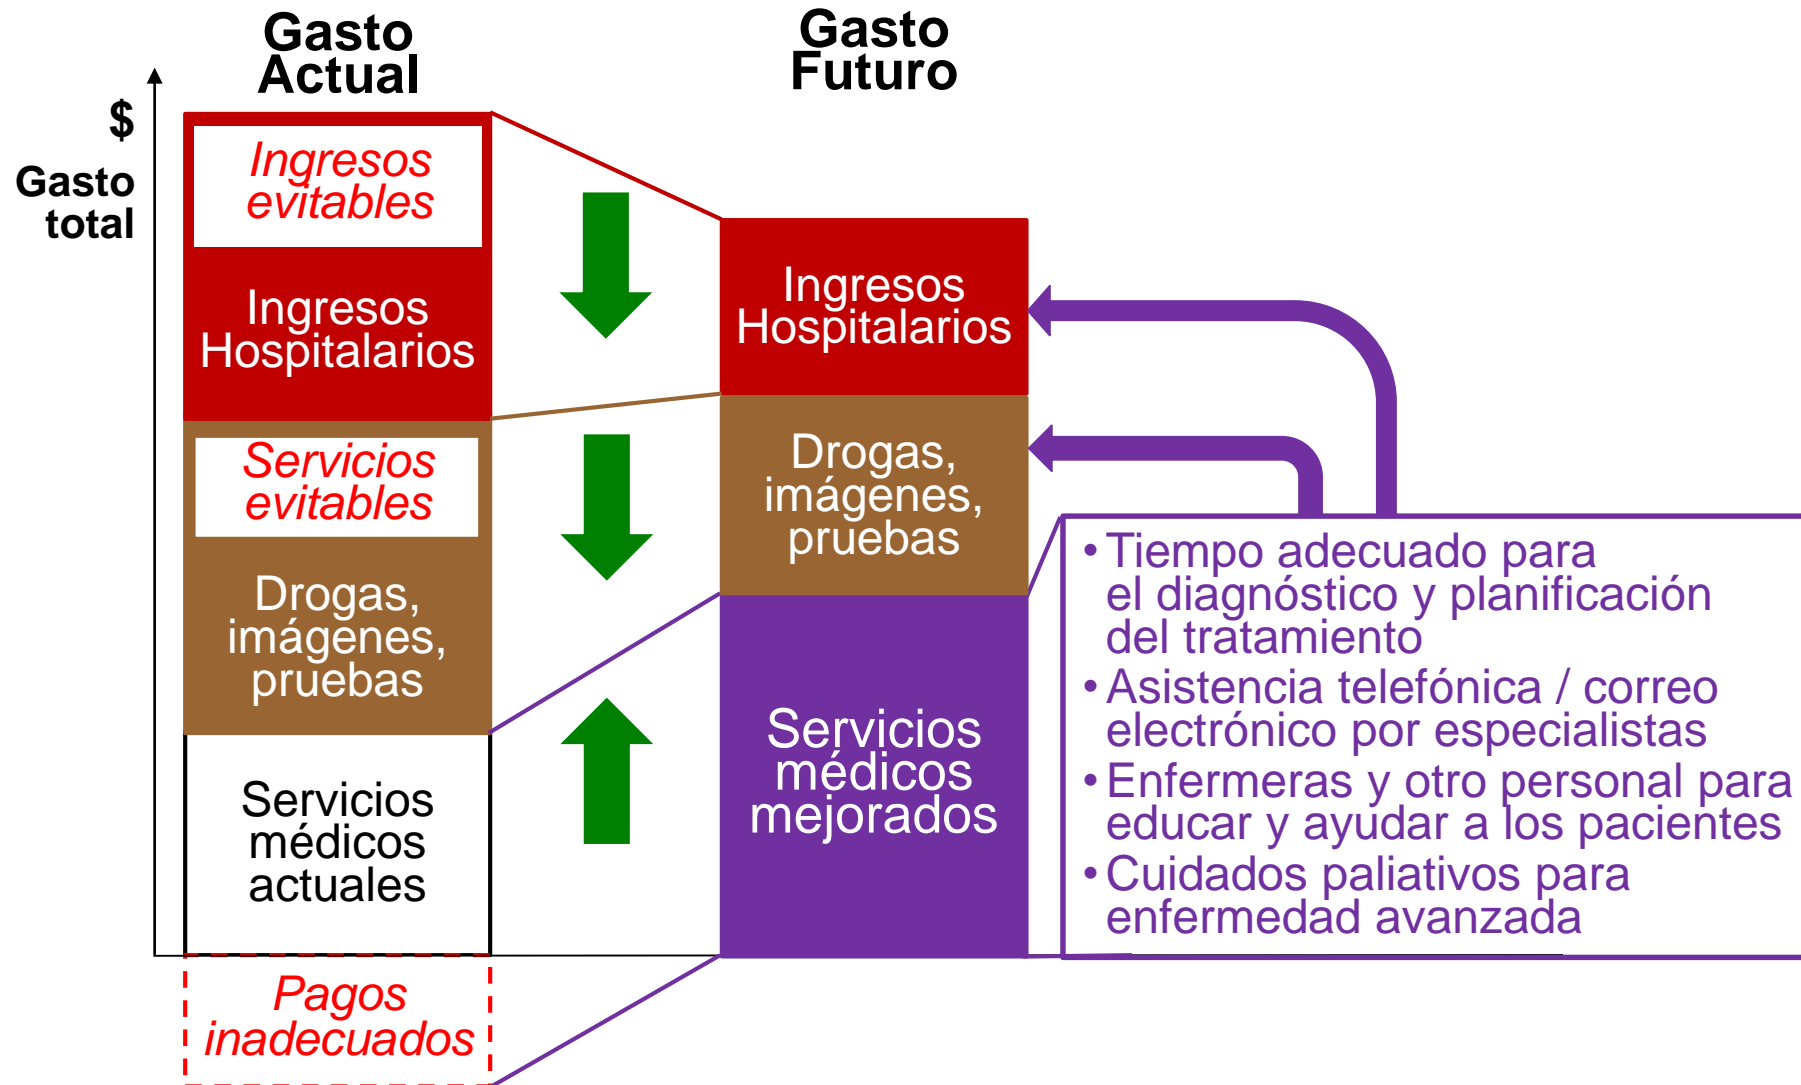 Gasto
Actual
Gasto
Futuro
$
Gasto
total
Ingresos
evitables
Ingresos
Hospitalarios
Servicios
evitables
Drogas,
imágenes,
pruebas
Servicios
médicos
actuales
Pagos
inadecuados
Ingresos
Hospitalarios
Drogas,
imágenes,
pruebas
Servicios
médicos
mejorados
• Tiempo adecuado para
el diagnóstico y planificación
del tratamiento
• Asistencia telefónica / correo
electrónico por especialistas
• Enfermeras y otro personal para
educar y ayudar a los pacientes
• Cuidados paliativos para
enfermedad avanzada